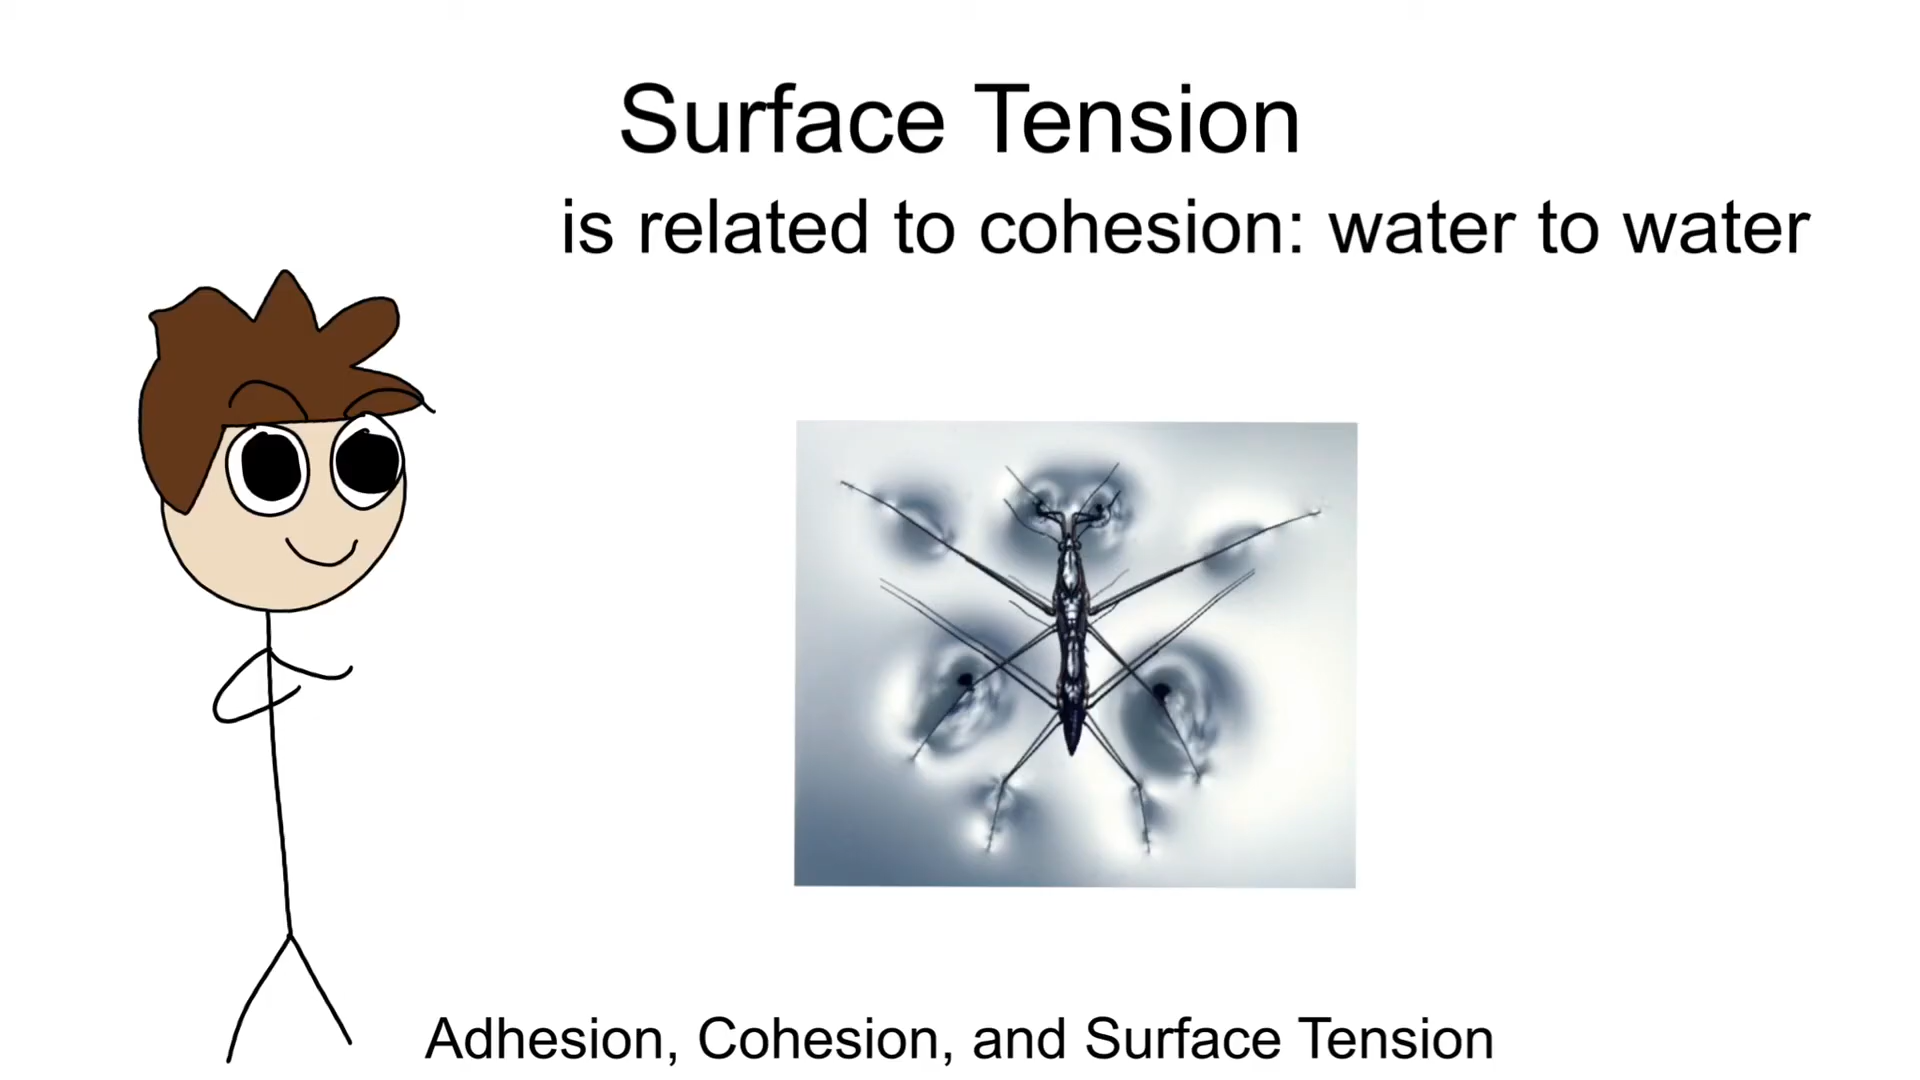 Surface Tension
is related to cohesion: water to water
Adhesion, Cohesion, and Surface Tension